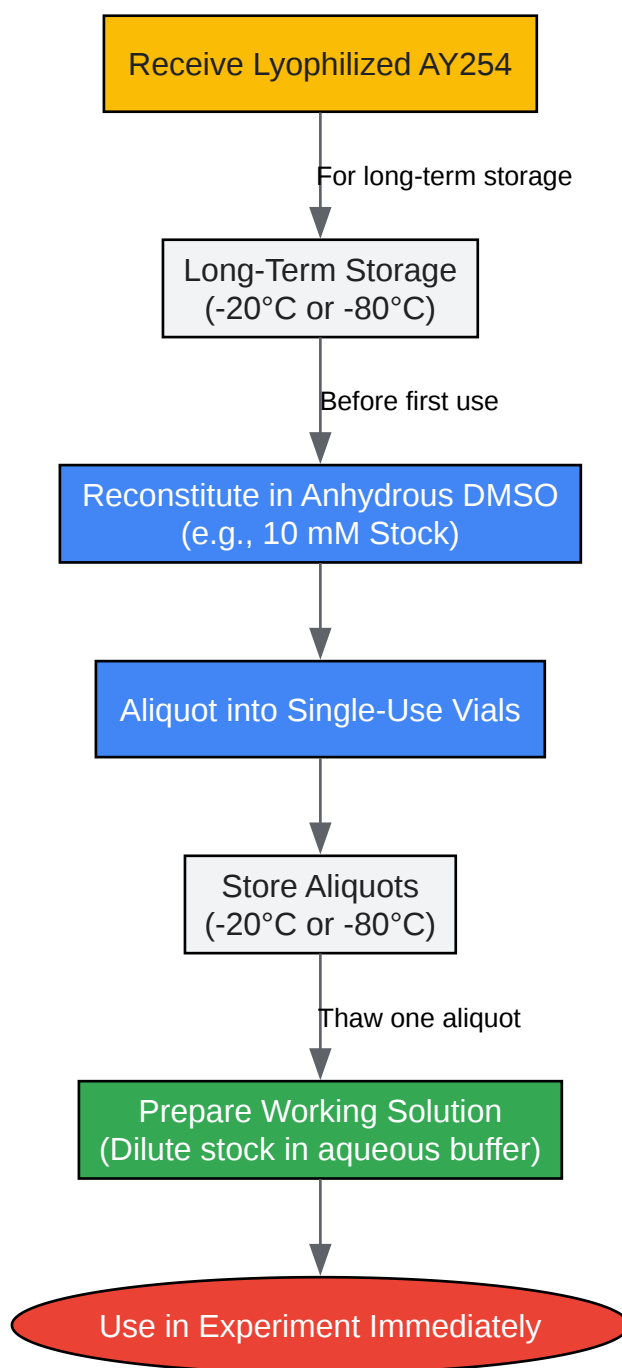 Receive Lyophilized AY254
For long-term storage
Long-Term Storage
(-20°C or -80°C)
Before first use
Reconstitute in Anhydrous DMSO
(e.g., 10 mM Stock)
Aliquot into Single-Use Vials
Store Aliquots
(-20°C or -80°C)
Thaw one aliquot
Prepare Working Solution
(Dilute stock in aqueous buffer)
Use in Experiment Immediately